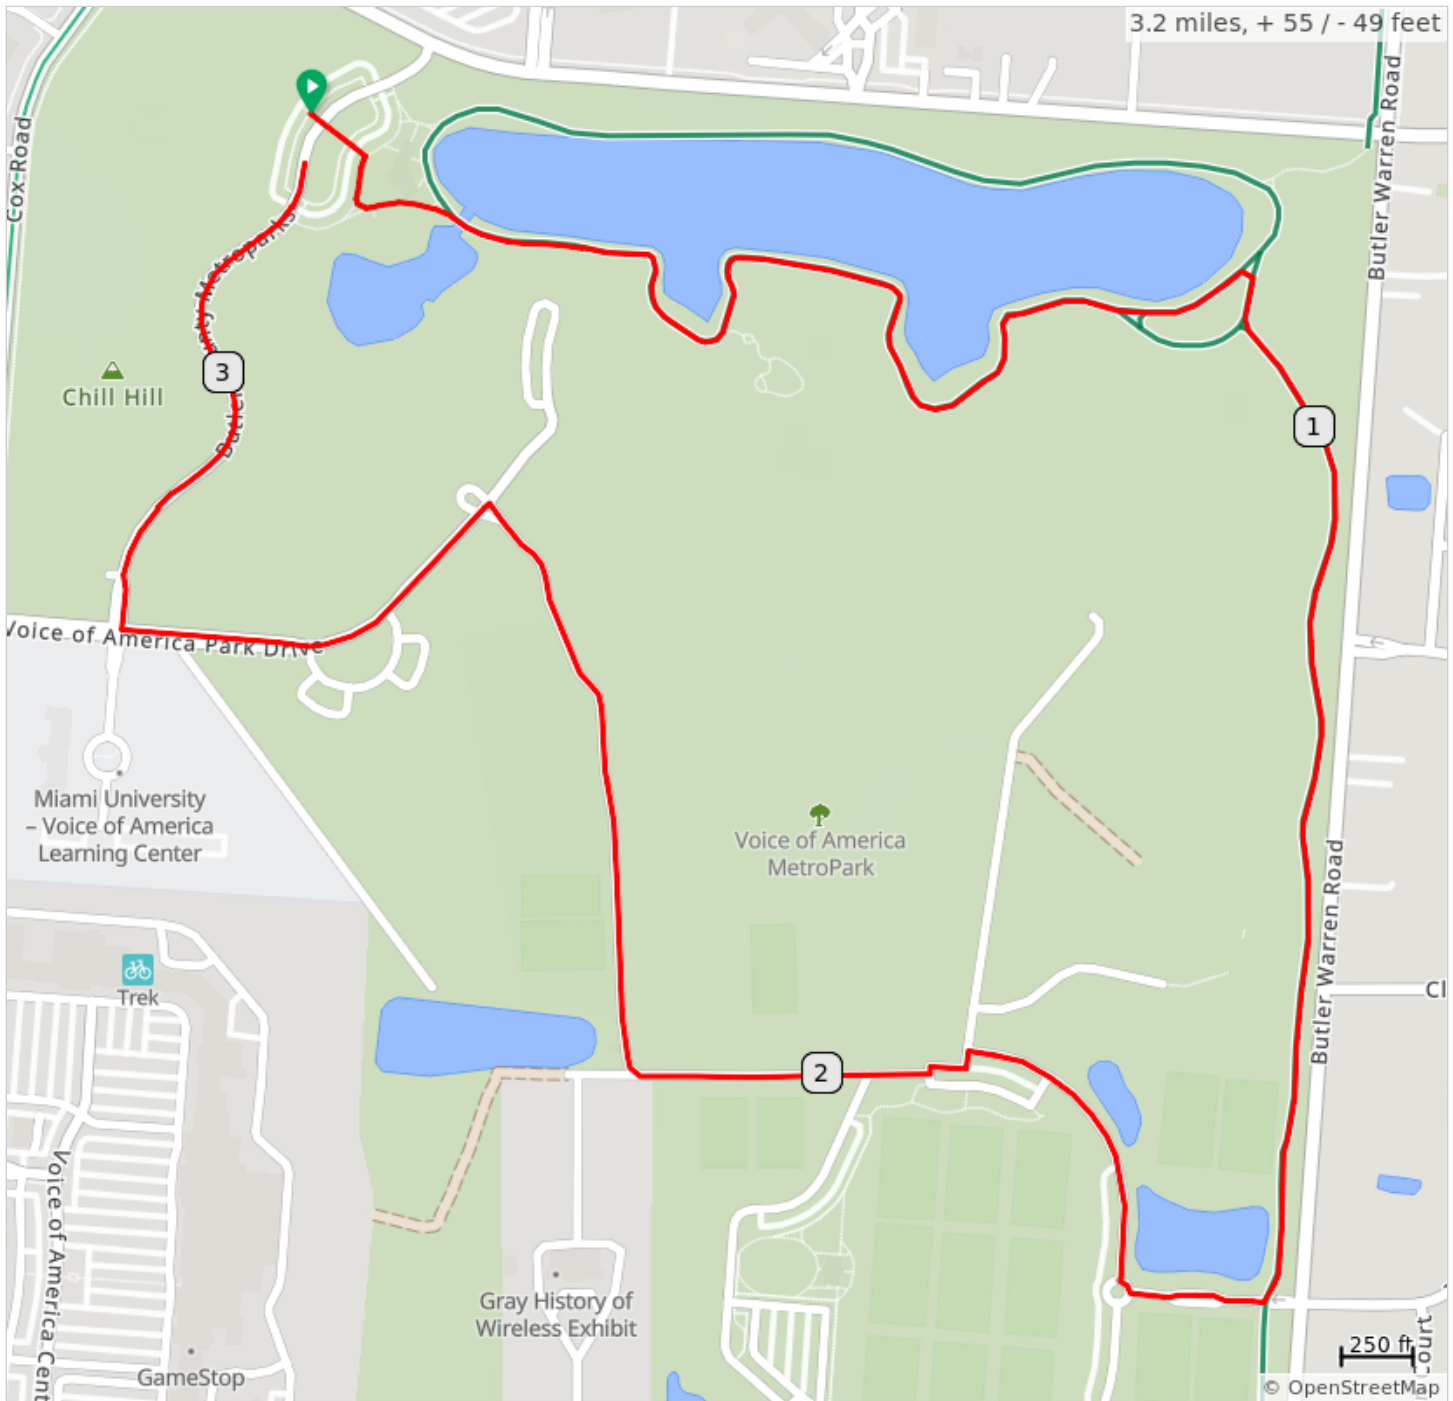 3.2 miles, + 55 / - 49 feet
Cox Road
Butler Warren Road
Chill Hill
3
1
Voice of America Park Drive
Miami University
– Voice of America
Learning Center
Voice of America
MetroPark
Trek
Butler Warren Road
Cl
2
Voice of America Cent
Gray History of
Wireless Exhibit
GameStop
250 ft
court
© OpenStreetMap